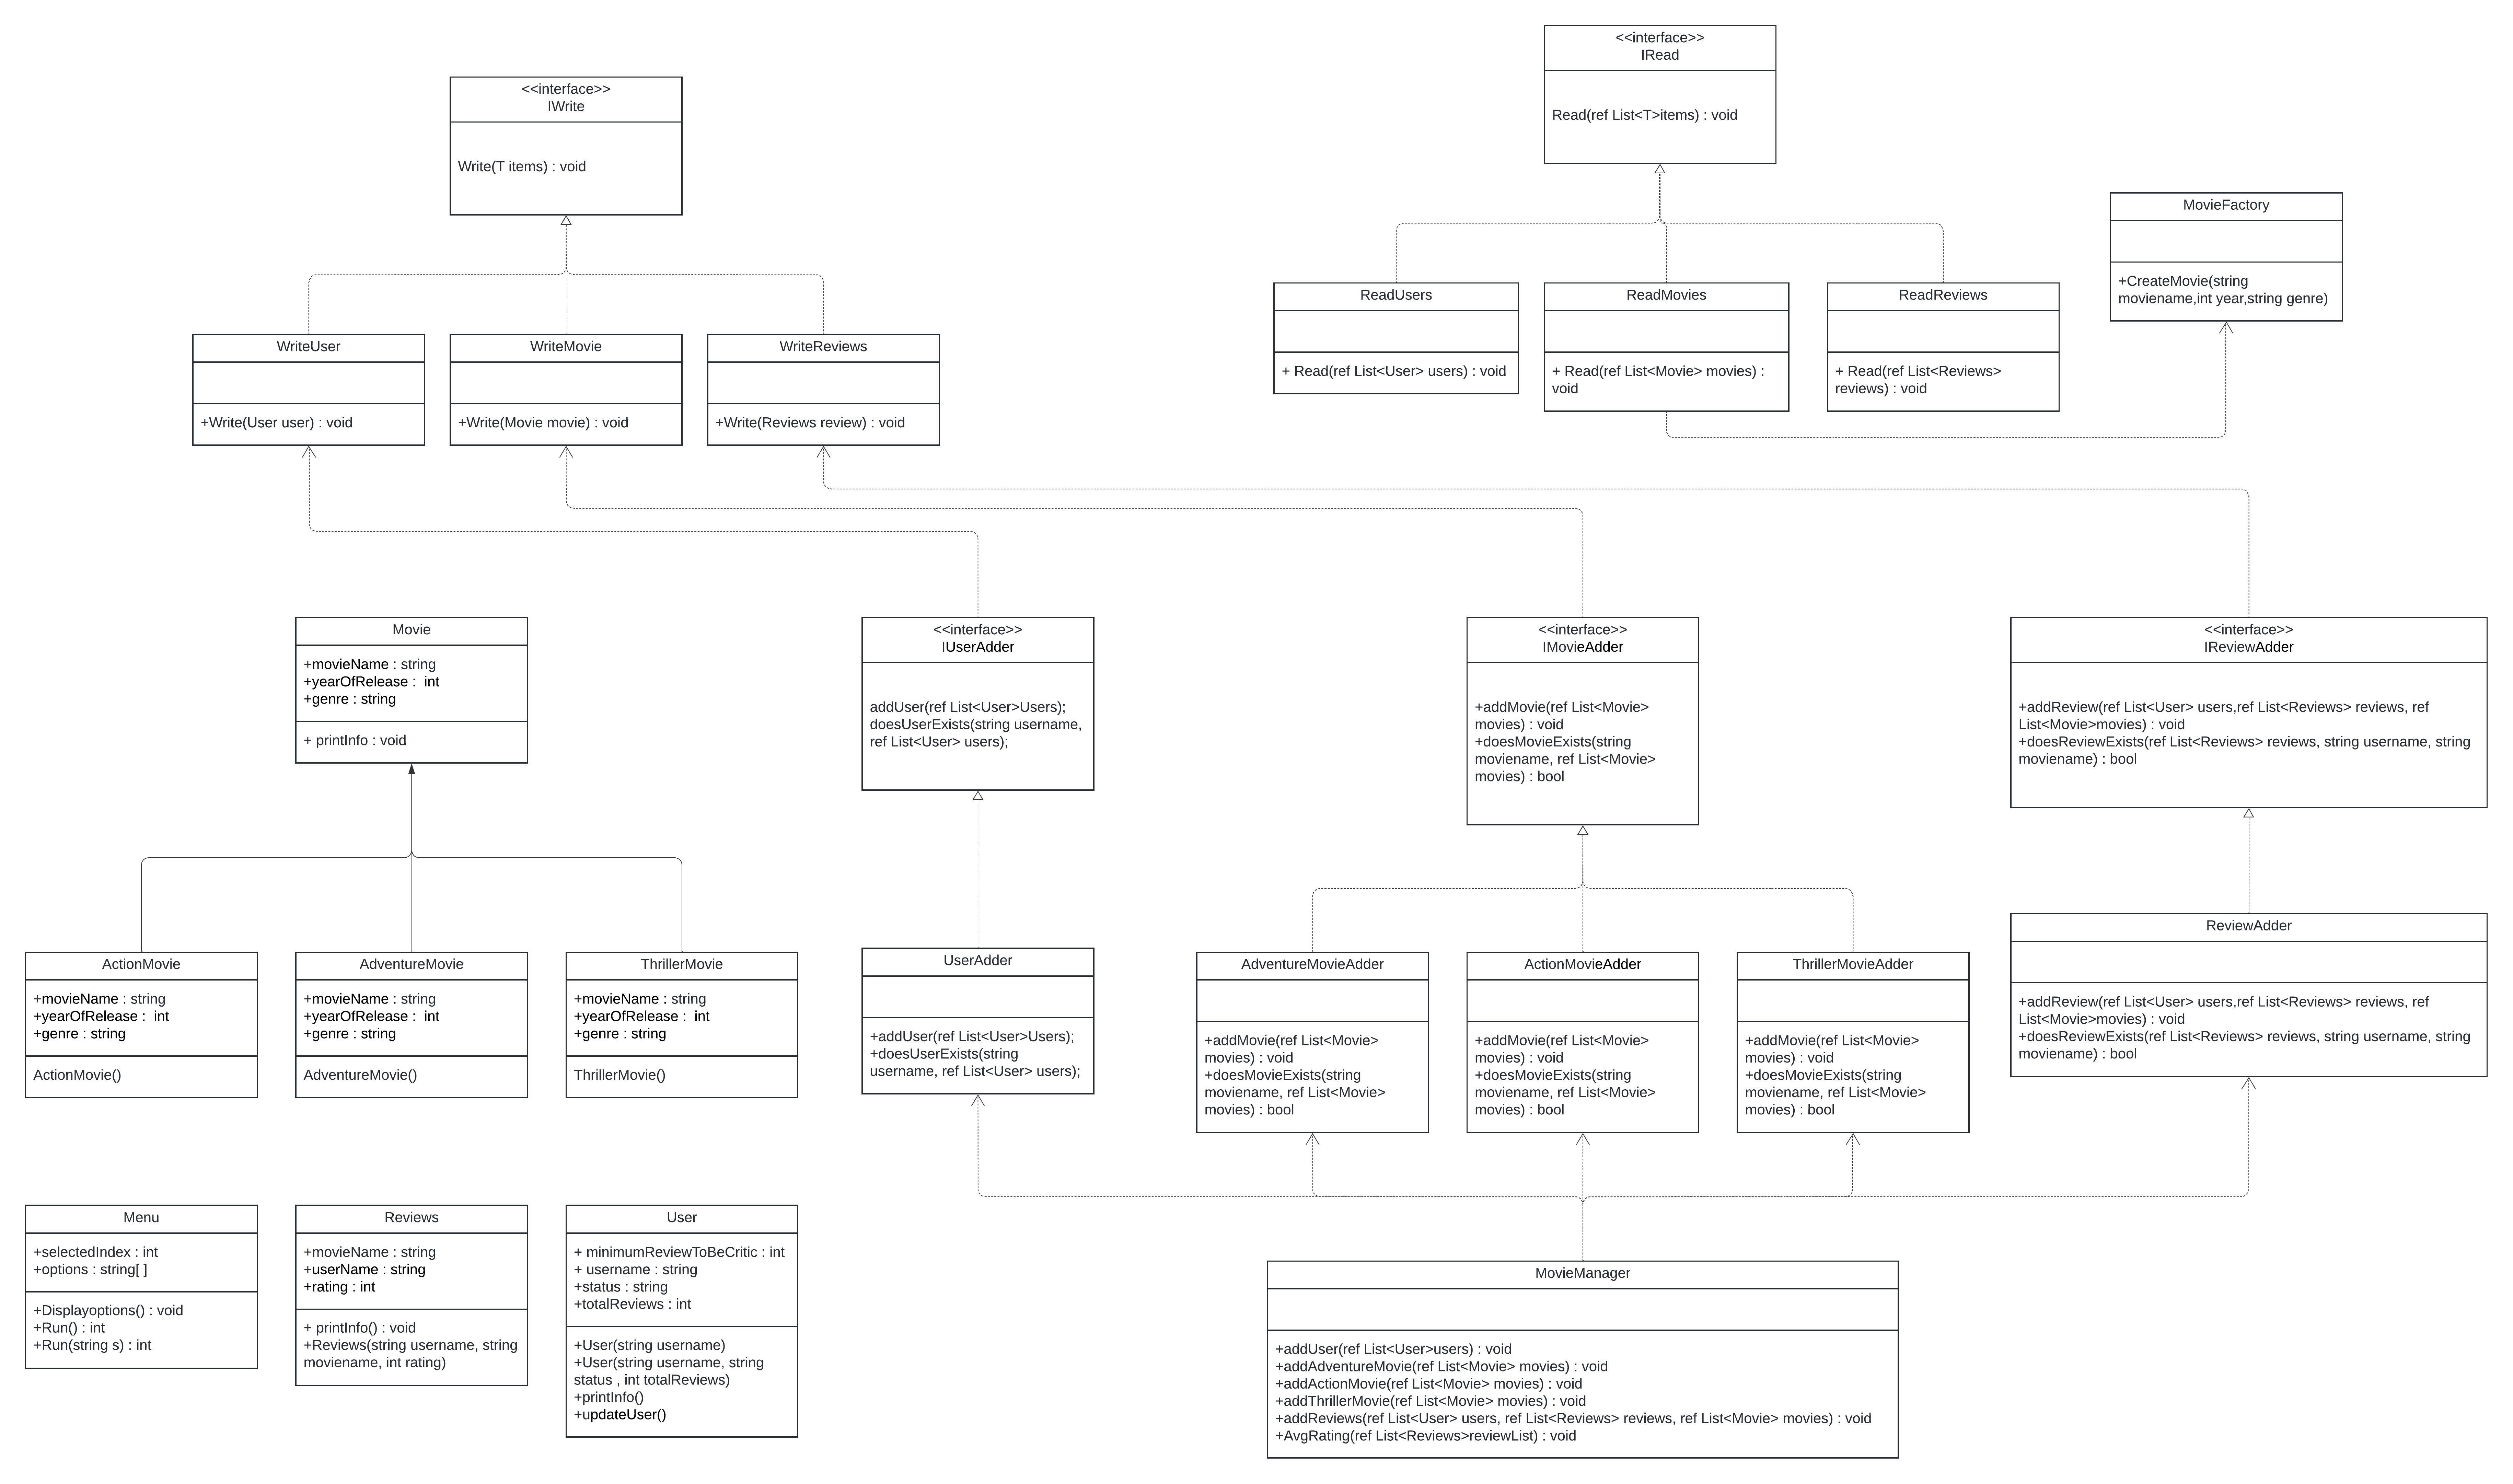 <<interface>>
IRead
Read(ref List<T>items) : void
<<interface>>
IWrite
Write(T items) : void
MovieFactory
+CreateMovie(string
moviename,int year,string genre)
ReadUsers
+ Read(ref List<User> users) : void
ReadMovies
+ Read(ref List<Movie> movies) :
void
ReadReviews
+ Read(ref List<Reviews>
reviews) : void
WriteUser
+Write(User user) : void
WriteMovie
+Write(Movie movie) : void
WriteReviews
+Write(Reviews review) : void
Movie
+movieName : string
+yearOfRelease :  int
+genre : string
+ printInfo : void
<<interface>>
IUserAdder
addUser(ref List<User>Users);
doesUserExists(string username,
ref List<User> users);
<<interface>>
IMovieAdder
+addMovie(ref List<Movie>
movies) : void
+doesMovieExists(string
moviename, ref List<Movie>
movies) : bool
<<interface>>
IReviewAdder
+addReview(ref List<User> users,ref List<Reviews> reviews, ref
List<Movie>movies) : void
+doesReviewExists(ref List<Reviews> reviews, string username, string
moviename) : bool
ActionMovie
+movieName : string
+yearOfRelease :  int
+genre : string
ActionMovie()
AdventureMovie
+movieName : string
+yearOfRelease :  int
+genre : string
AdventureMovie()
ThrillerMovie
+movieName : string
+yearOfRelease :  int
+genre : string
ThrillerMovie()
UserAdder
+addUser(ref List<User>Users);
+doesUserExists(string
username, ref List<User> users);
AdventureMovieAdder
+addMovie(ref List<Movie>
movies) : void
+doesMovieExists(string
moviename, ref List<Movie>
movies) : bool
ActionMovieAdder
+addMovie(ref List<Movie>
movies) : void
+doesMovieExists(string
moviename, ref List<Movie>
movies) : bool
ThrillerMovieAdder
+addMovie(ref List<Movie>
movies) : void
+doesMovieExists(string
moviename, ref List<Movie>
movies) : bool
ReviewAdder
+addReview(ref List<User> users,ref List<Reviews> reviews, ref
List<Movie>movies) : void
+doesReviewExists(ref List<Reviews> reviews, string username, string
moviename) : bool
Menu
+selectedIndex : int
+options : string[ ]
+Displayoptions() : void
+Run() : int
+Run(string s) : int
Reviews
+movieName : string
+userName : string
+rating : int
+ printInfo() : void
+Reviews(string username, string
moviename, int rating)
User
+ minimumReviewToBeCritic : int
+ username : string
+status : string
+totalReviews : int
+User(string username)
+User(string username, string
status , int totalReviews)
+printInfo()
+updateUser()
MovieManager
+addUser(ref List<User>users) : void
+addAdventureMovie(ref List<Movie> movies) : void
+addActionMovie(ref List<Movie> movies) : void
+addThrillerMovie(ref List<Movie> movies) : void
+addReviews(ref List<User> users, ref List<Reviews> reviews, ref List<Movie> movies) : void
+AvgRating(ref List<Reviews>reviewList) : void